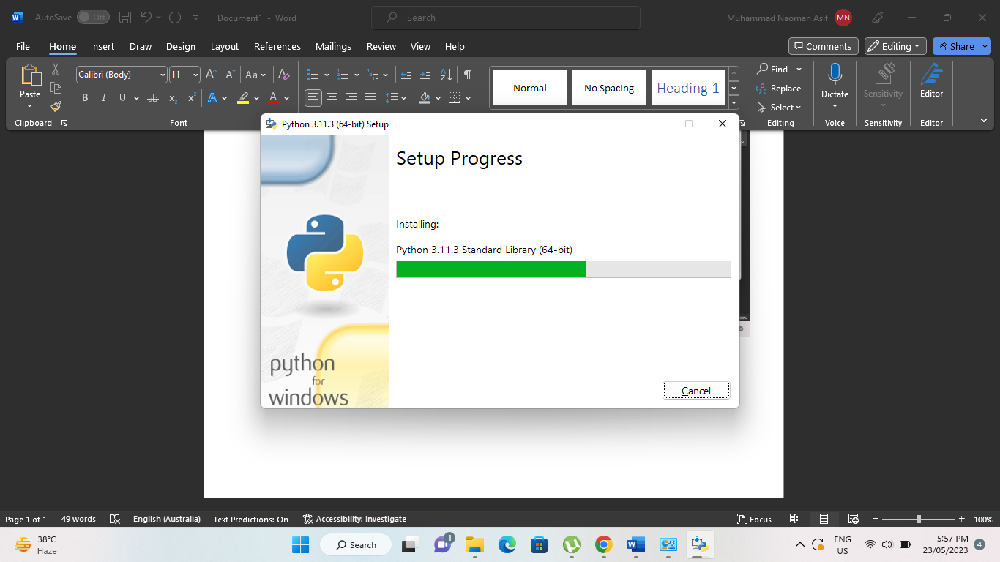 AutoSave Off Document1 - Word Search Muhammad Naoman Asif MN
File Home Insert Draw Design Layout References Mailings Review View Help Comments Editing Share
Paste
Calibri (Body) 11
Clipboard
B I U ab x₂ x² A A
Font
Normal No Spacing Heading 1
Find
Replace
Select
Editing
Dictate
Voice
Sensitivity
Sensitivity
Editor
Editor
Python 3.11.3 (64-bit) Setup
Setup Progress
Installing:
Python 3.11.3 Standard Library (64-bit)
python
for
windows
Cancel
Page 1 of 1 49 words English (Australia) Text Predictions: On Accessibility: Investigate Focus 100%
38°C
Haze
Search
1
ENG
US
5:57 PM
23/05/2023
4